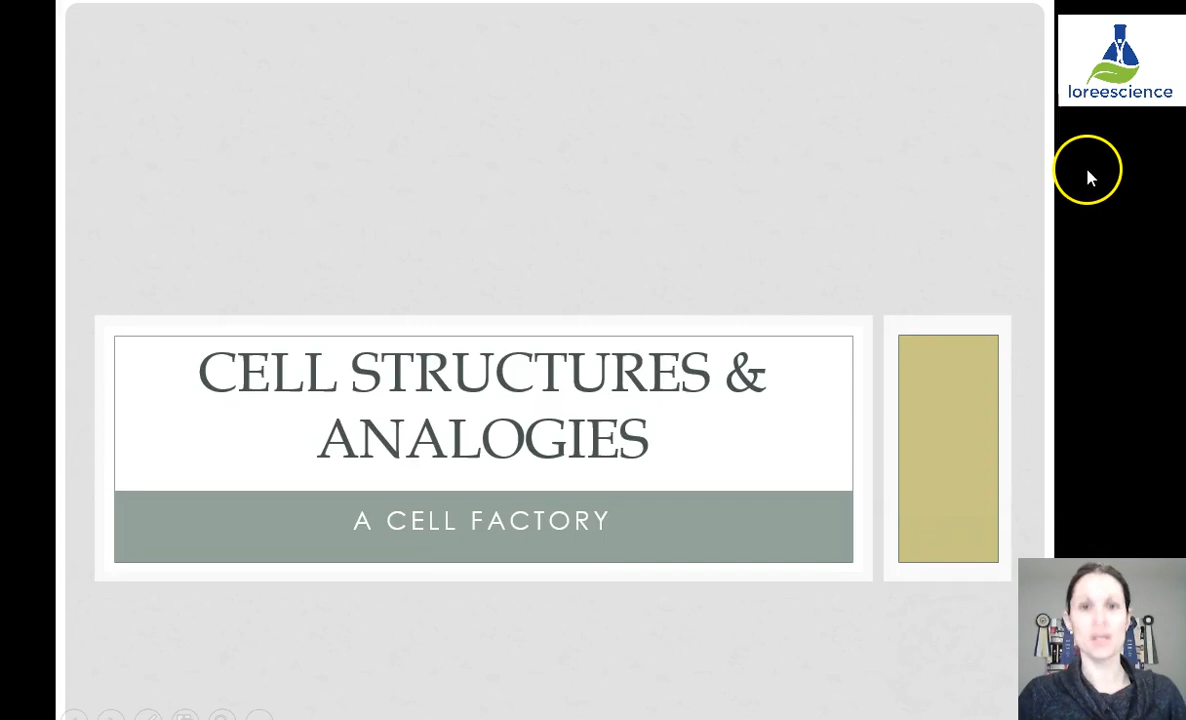 loreescience
CELL STRUCTURES &
ANALOGIES
A CELL FACTORY